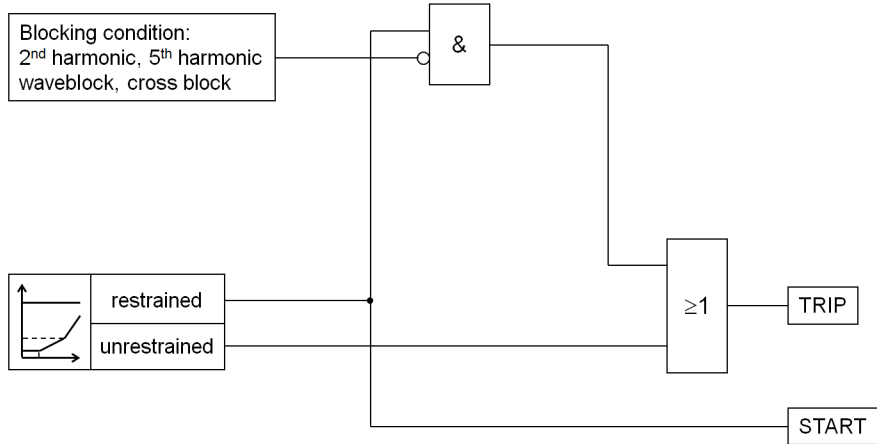 Blocking condition:
2nd harmonic, 5th harmonic
waveblock, cross block
&
restrained
unrestrained
≥1
TRIP
START